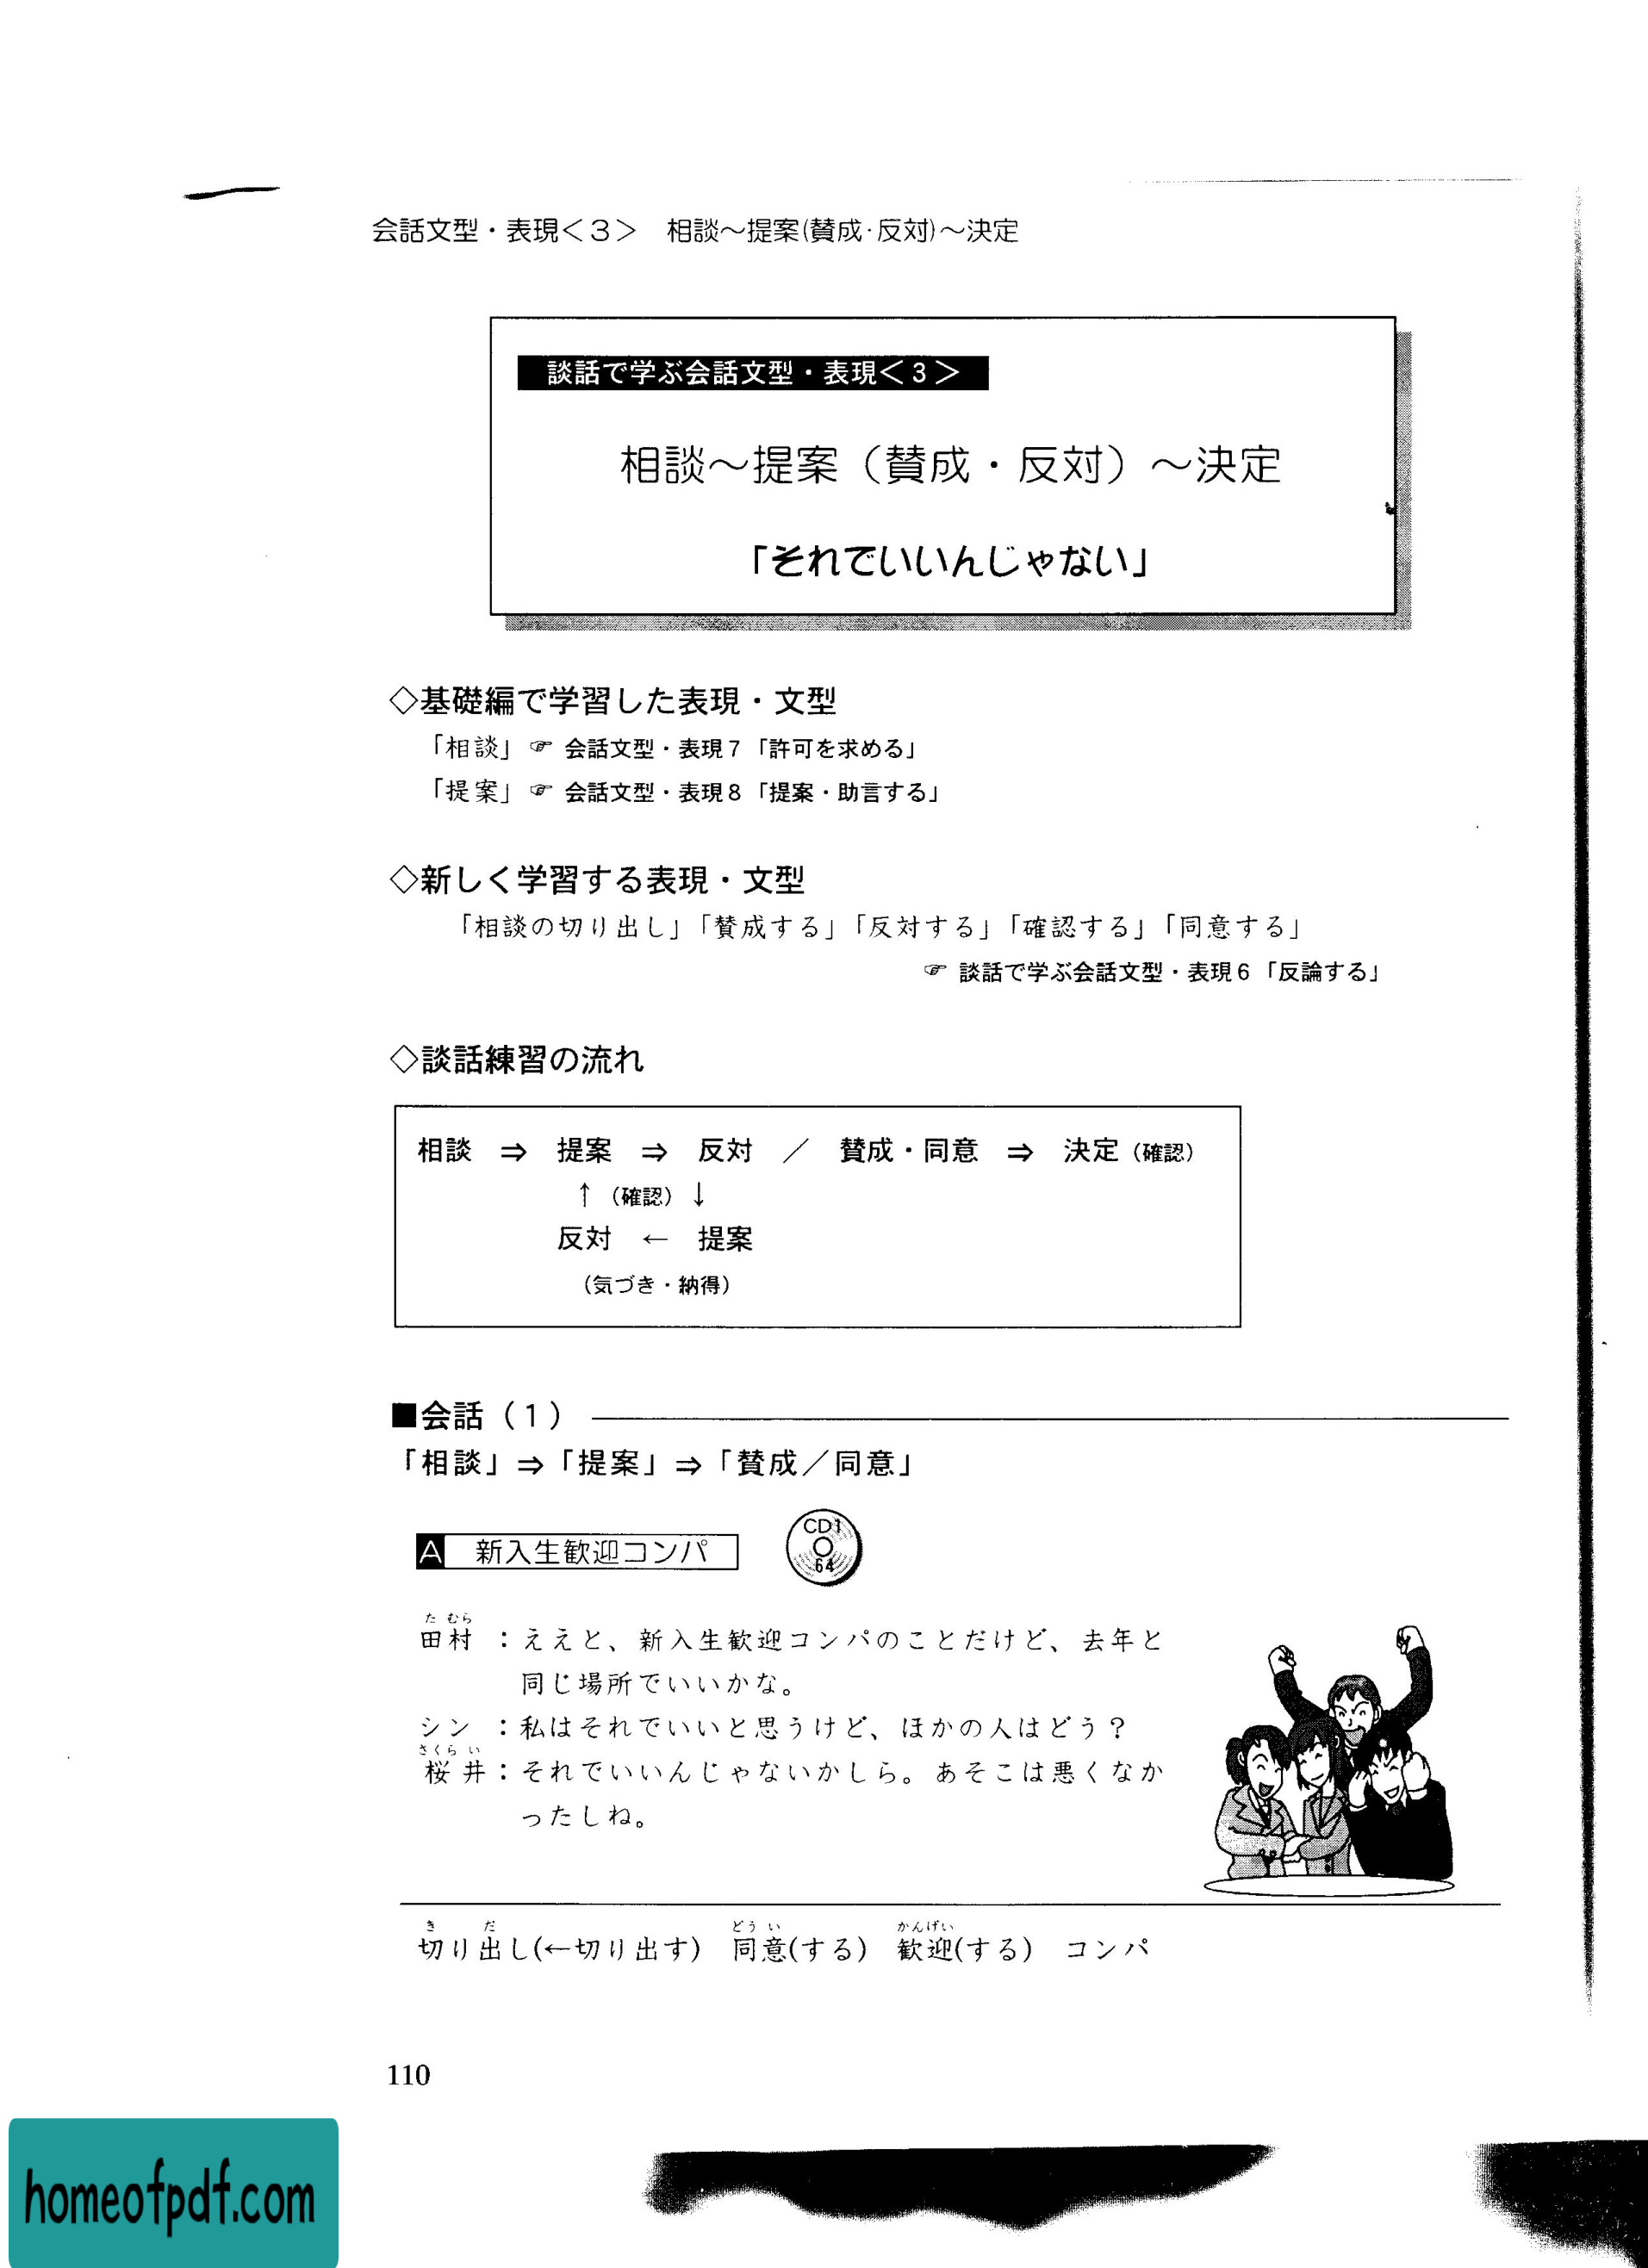 会話文型・表現＜3＞　相談～提案(賛成・反対)～決定
談話で学ぶ会話文型・表現＜3＞
相談～提案（賛成・反対）～決定
「それでいいんじゃない」
◇基礎編で学習した表現・文型
「相談」☞ 会話文型・表現7「許可を求める」
「提案」☞ 会話文型・表現8「提案・助言する」
◇新しく学習する表現・文型
「相談の切り出し」「賛成する」「反対する」「確認する」「同意する」
☞ 談話で学ぶ会話文型・表現6「反論する」
◇談話練習の流れ
相談　⇒　提案　⇒　反対　／　賛成・同意　⇒　決定（確認）
↑（確認）↓
反対　←　提案
（気づき・納得）
■会話（1）
「相談」⇒「提案」⇒「賛成／同意」
A　新入生歓迎コンパ
CD1
64
た むら
田村　：ええと、新入生歓迎コンパのことだけど、去年と
同じ場所でいいかな。
シン　：私はそれでいいと思うけど、ほかの人はどう？
さくら い
桜井：それでいいんじゃないかしら。あそこは悪くなか
ったしね。
き　だ　どう い　かんげい
切り出し(←切り出す)　同意(する)　歓迎(する)　コンパ
110
homeofpdf.com